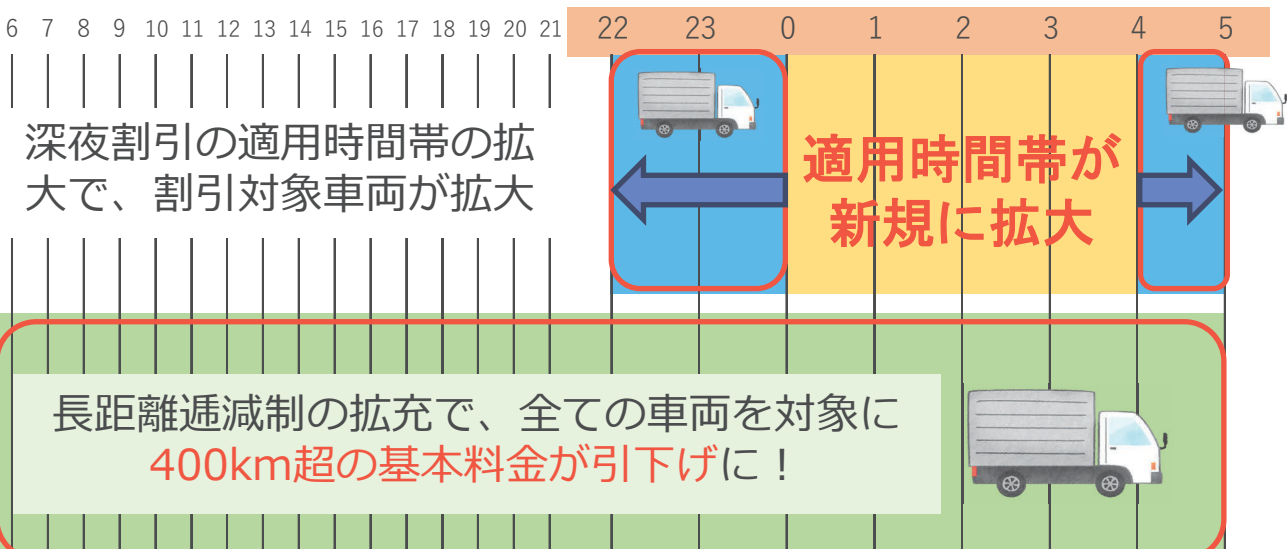 6 7 8 9 10 11 12 13 14 15 16 17 18 19 20 21 22 23 0 1 2 3 4 5
深夜割引の適用時間帯の拡
大で、割引対象車両が拡大
適用時間帯が
新規に拡大
長距離逓減制の拡充で、全ての車両を対象に
400km超の基本料金が引下げに！